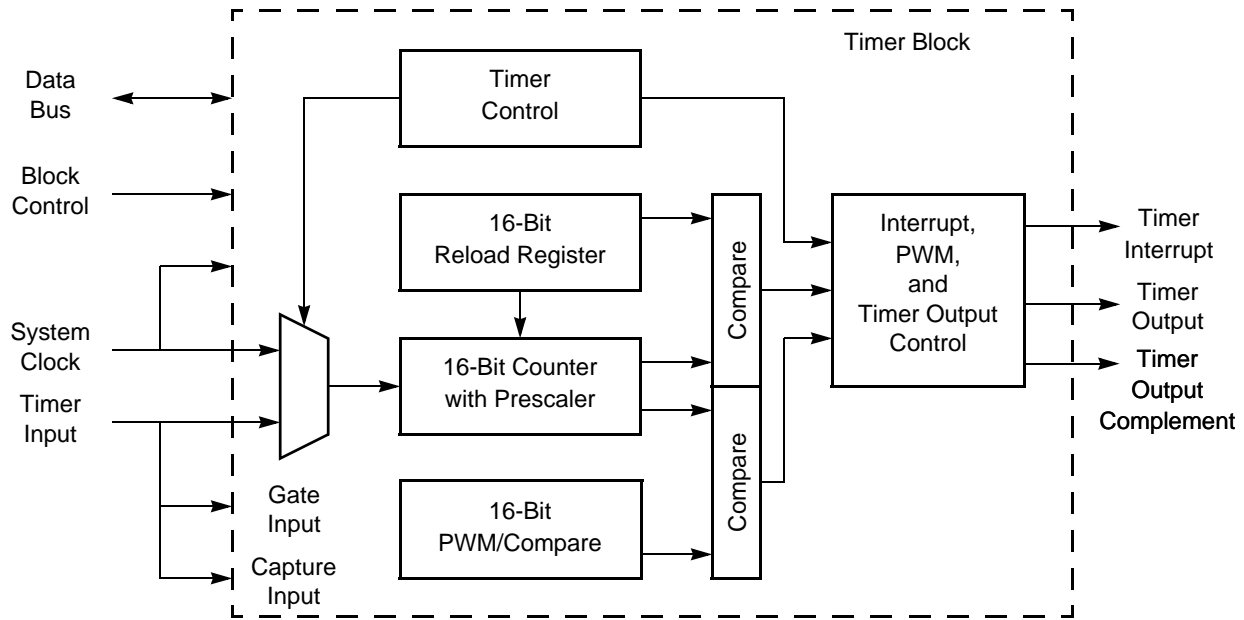 Timer Block
Data
Bus
Timer
Control
Block
Control
16-Bit
Reload Register
Compare
Interrupt,
PWM,
and
Timer Output
Control
Timer
Interrupt
Timer
Output
Timer
Output
Complement
System
Clock
16-Bit Counter
with Prescaler
Timer
Input
Compare
Gate
Input
16-Bit
PWM/Compare
Capture
Input